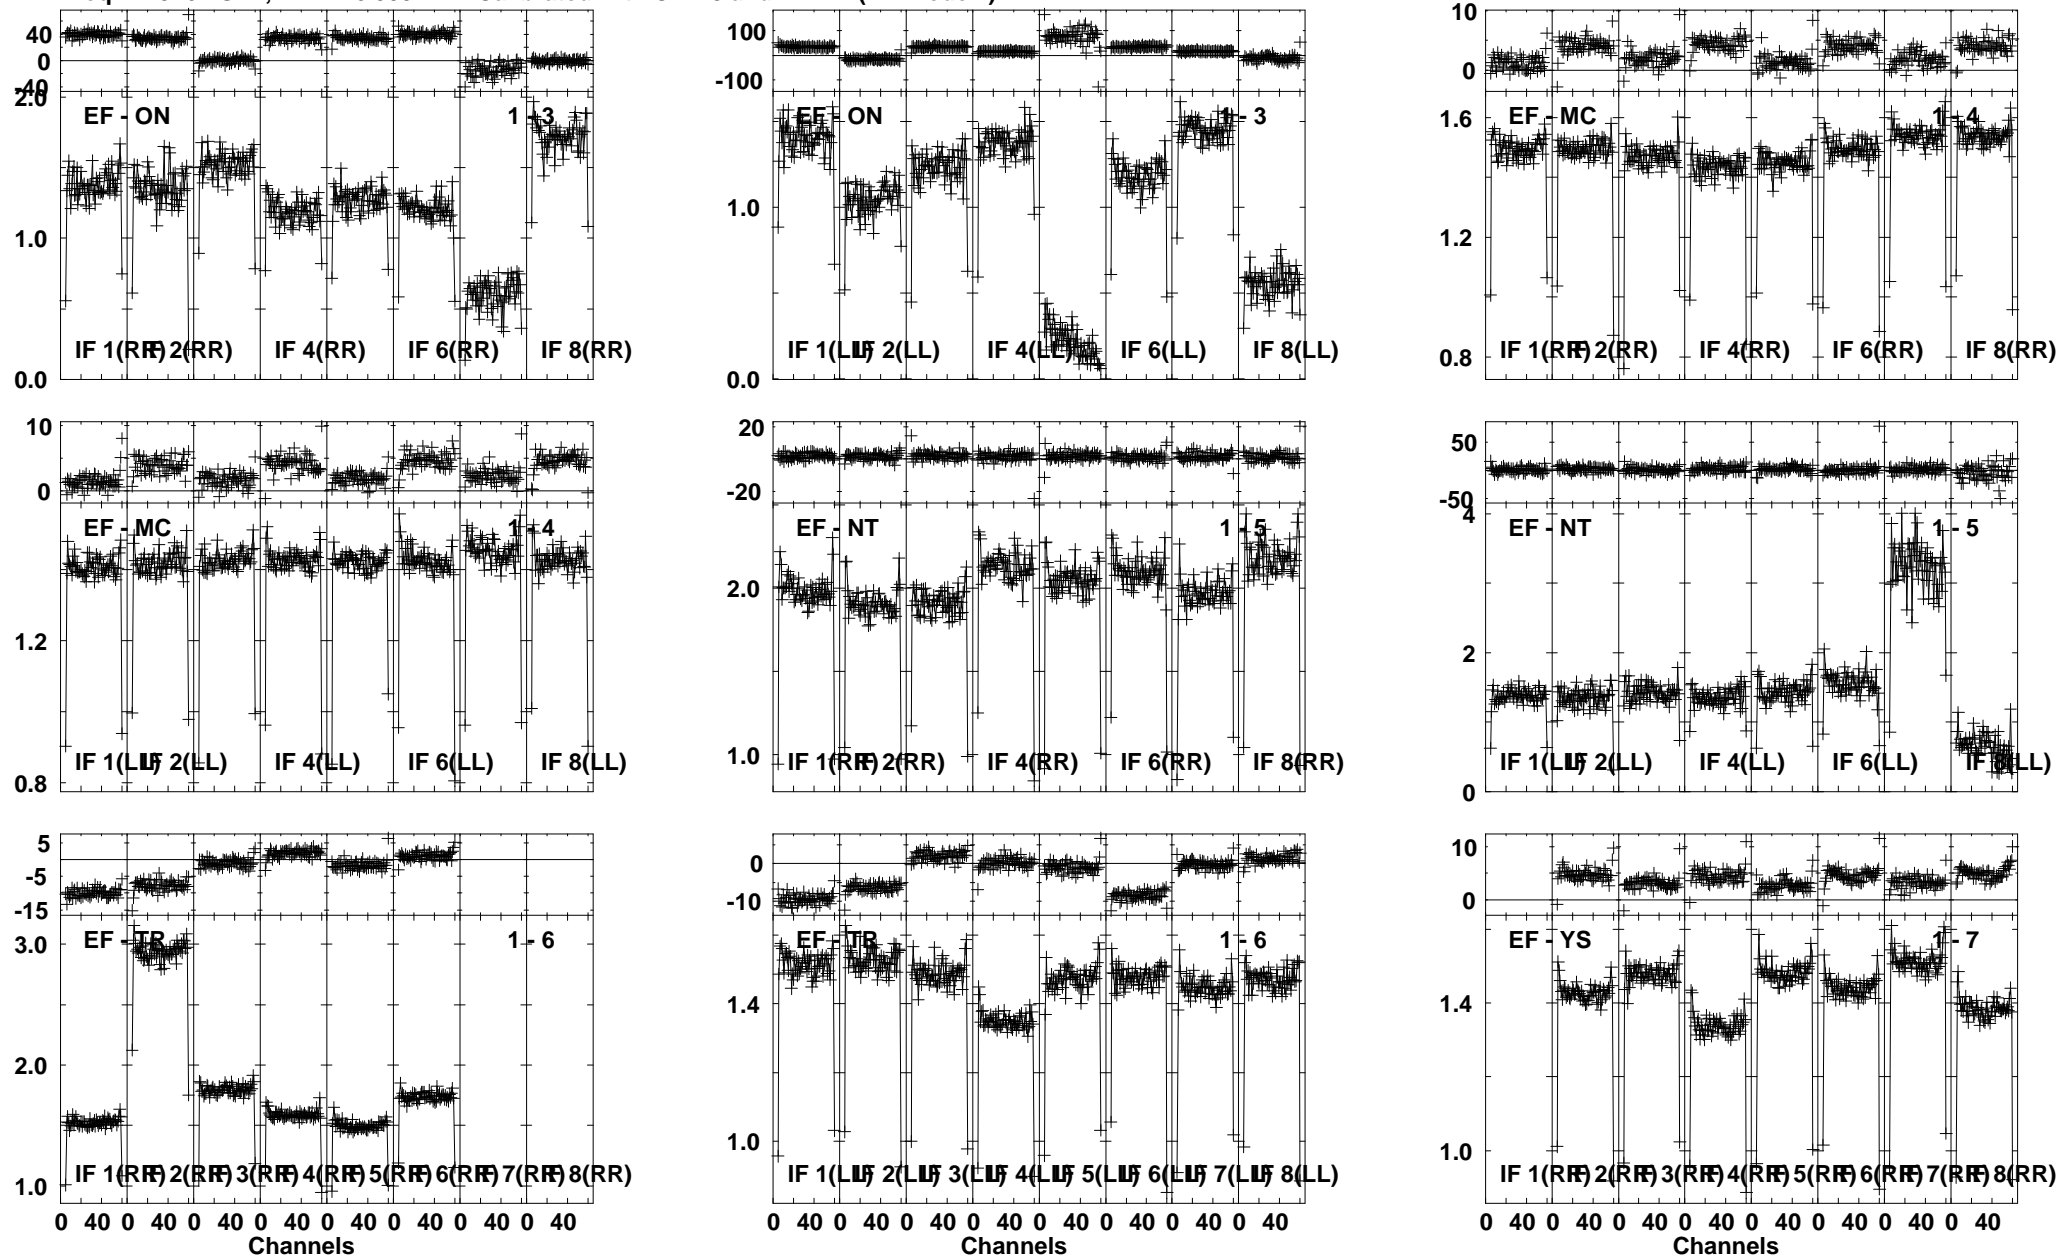 40 0 -40
100 -100
10 0
2.0 1.0 0.0
EF - ON 1 - 3
IF 1(RR) IF 2(RR) IF 4(RR) IF 6(RR) IF 8(RR)
1.0 0.0
EF - ON 1 - 3
IF 1(LL) IF 2(LL) IF 4(LL) IF 6(LL) IF 8(LL)
1.6 1.2 0.8
EF - MC 1 - 4
IF 1(RR) IF 2(RR) IF 4(RR) IF 6(RR) IF 8(RR)
10 0
20 -20
50 -50
1.2 0.8
EF - MC 1 - 4
IF 1(LL) IF 2(LL) IF 4(LL) IF 6(LL) IF 8(LL)
2.0 1.0
EF - NT 1 - 5
IF 1(RR) IF 2(RR) IF 4(RR) IF 6(RR) IF 8(RR)
4 2 0
EF - NT 1 - 5
IF 1(LL) IF 2(LL) IF 4(LL) IF 6(LL) IF 8(LL)
5 -5 -15
0 -10
10 0
3.0 2.0 1.0
EF - TR 1 - 6
IF 1(RR) IF 2(RR) IF 3(RR) IF 4(RR) IF 5(RR) IF 6(RR) IF 7(RR) IF 8(RR)
1.4 1.0
EF - TR 1 - 6
IF 1(LL) IF 2(LL) IF 3(LL) IF 4(LL) IF 5(LL) IF 6(LL) IF 7(LL) IF 8(LL)
1.4 1.0
EF - YS 1 - 7
IF 1(RR) IF 2(RR) IF 3(RR) IF 4(RR) IF 5(RR) IF 6(RR) IF 7(RR) IF 8(RR)
0 40 0 40 0 40 0 40 0 40 0 40 0 40 0 40
Channels
0 40 0 40 0 40 0 40 0 40 0 40 0 40 0 40
Channels
0 40 0 40 0 40 0 40 0 40 0 40 0 40 0 40